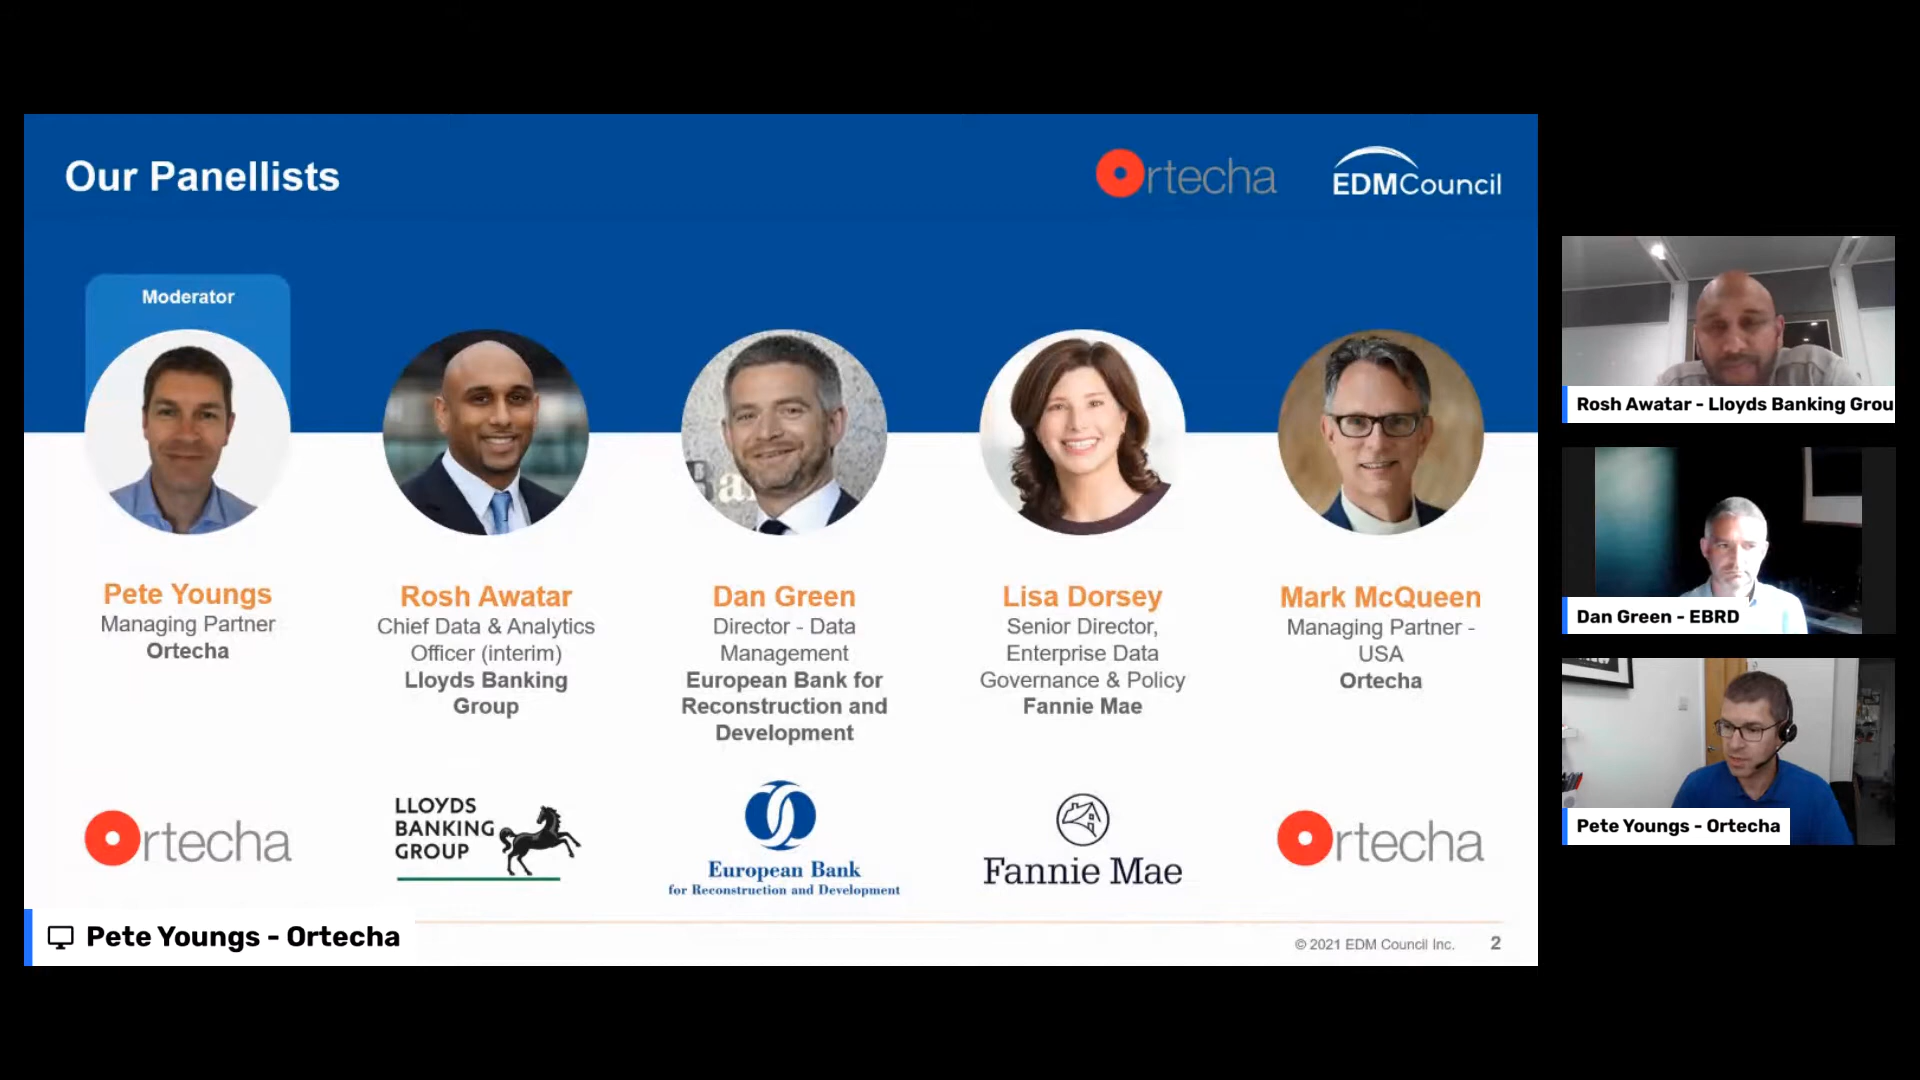 Our Panellists
Ortecha
EDMCouncil
Moderator
Pete Youngs
Managing Partner
Ortecha
Rosh Awatar
Chief Data & Analytics
Officer (interim)
Lloyds Banking
Group
Dan Green
Director - Data
Management
European Bank for
Reconstruction and
Development
Lisa Dorsey
Senior Director,
Enterprise Data
Governance & Policy
Fannie Mae
Mark McQueen
Managing Partner -
USA
Ortecha
Ortecha
LLOYDS
BANKING
GROUP
European Bank
for Reconstruction and Development
Fannie Mae
Ortecha
Pete Youngs - Ortecha
© 2021 EDM Council Inc.
2
Rosh Awatar - Lloyds Banking Grou
Dan Green - EBRD
Pete Youngs - Ortecha